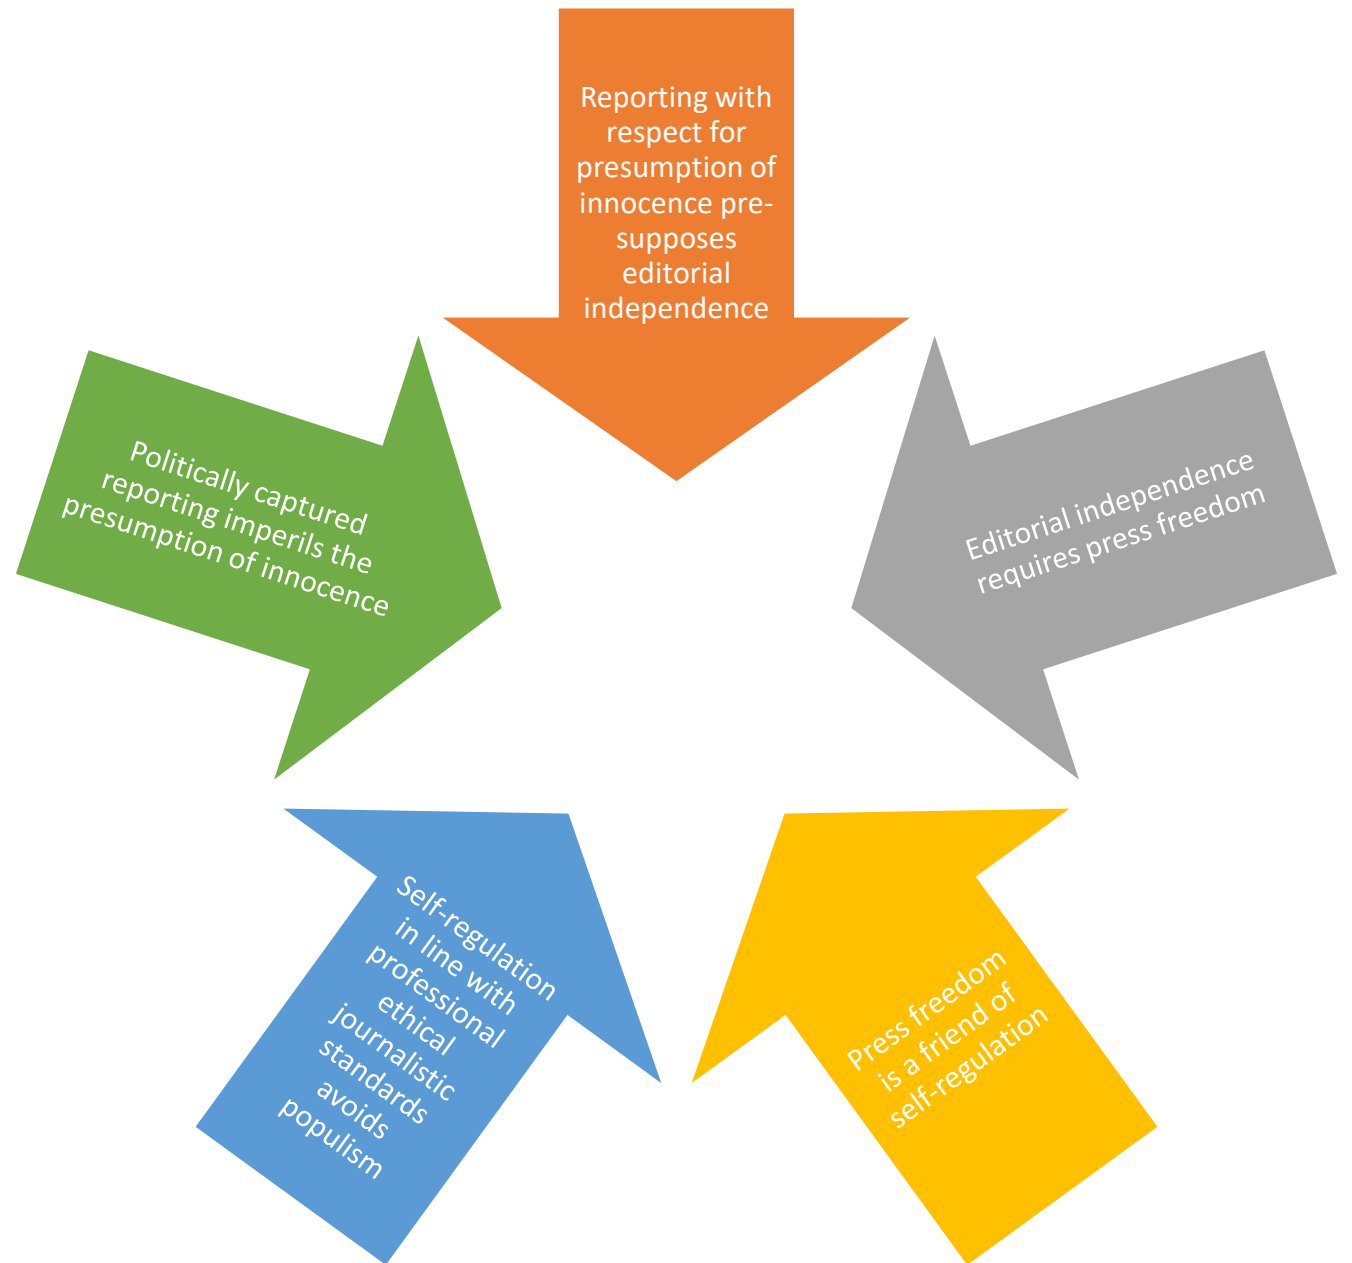 Reporting with
respect for
presumption of
innocence pre-
supposes
editorial
independence
Editorial independence
requires press freedom
Press freedom
is a friend of
self-regulation
Self-regulation
in line with
professional
ethical
journalistic
standards
avoids
populism
Politically captured
reporting imperils the
presumption of innocence